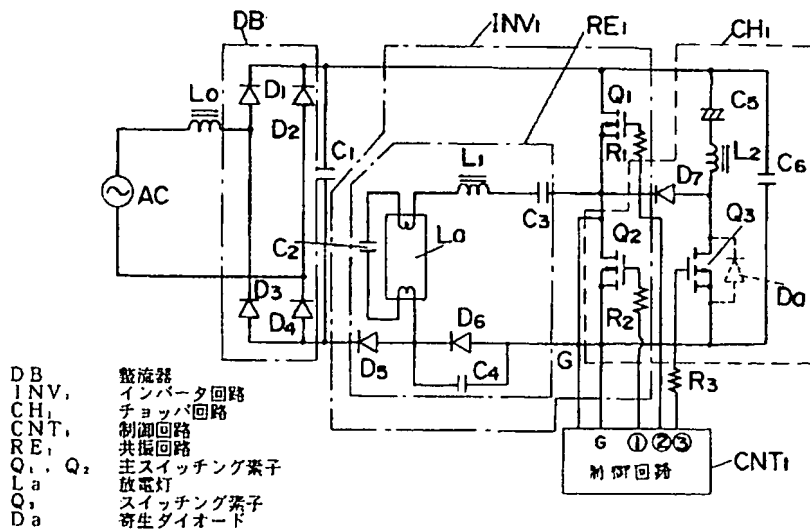 DB
INV₁
RE₁
CH₁
Lo
D₁
D₂
C₁
L₁
Q₁
R₁
C₅
L₂
C₆
D₇
AC
C₂
La
C₃
Q₂
Q₃
D₃
D₄
D₆
R₂
Da
D₅
C₄
G
R₃
G ① ② ③
制御回路
CNT₁
DB 整流器
INV₁ インバータ回路
CH₁ チョッパ回路
CNT₁ 制御回路
RE₁ 共振回路
Q₁、Q₂ 主スイッチング素子
La 放電灯
Q₃ スイッチング素子
Da 寄生ダイオード